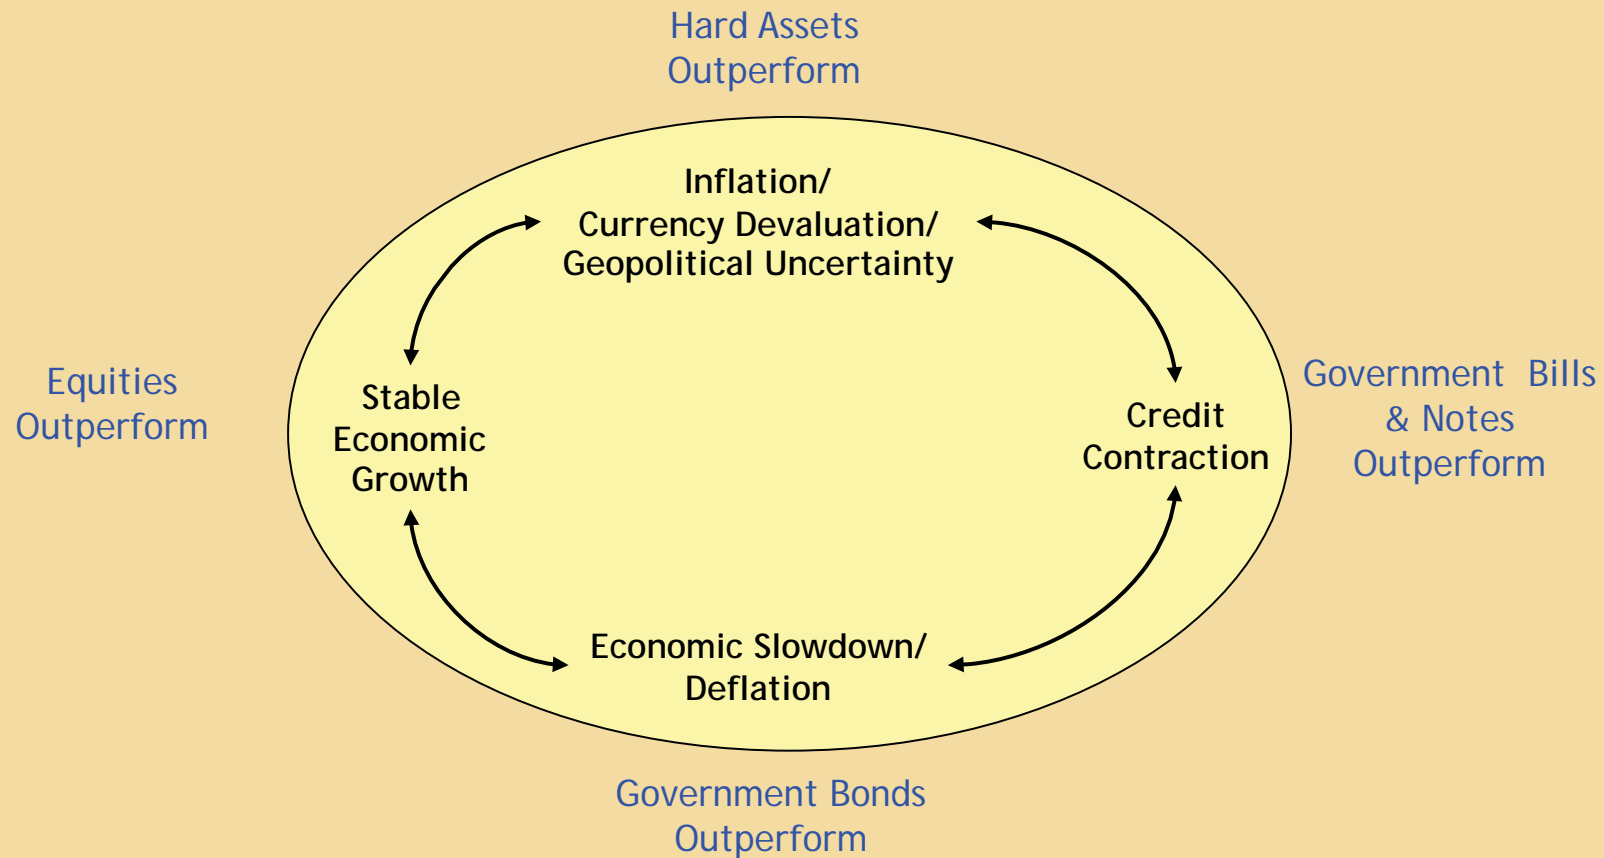 Hard Assets
Outperform
Inflation/
Currency Devaluation/
Geopolitical Uncertainty
Equities
Outperform
Stable
Economic
Growth
Credit
Contraction
Government Bills
& Notes
Outperform
Economic Slowdown/
Deflation
Government Bonds
Outperform